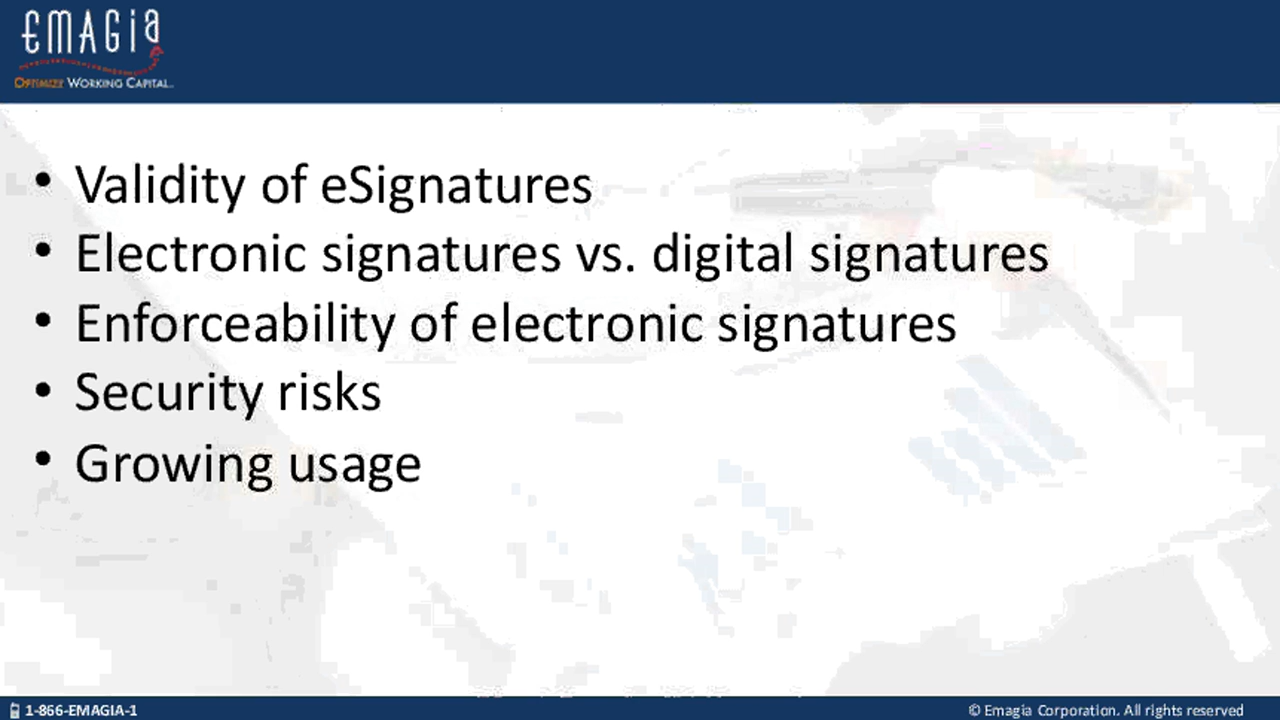 EMAGIA
OPTIMIZE WORKING CAPITAL.
• Validity of eSignatures
• Electronic signatures vs. digital signatures
• Enforceability of electronic signatures
• Security risks
• Growing usage
1-866-EMAGIA-1
© Emagia Corporation. All rights reserved